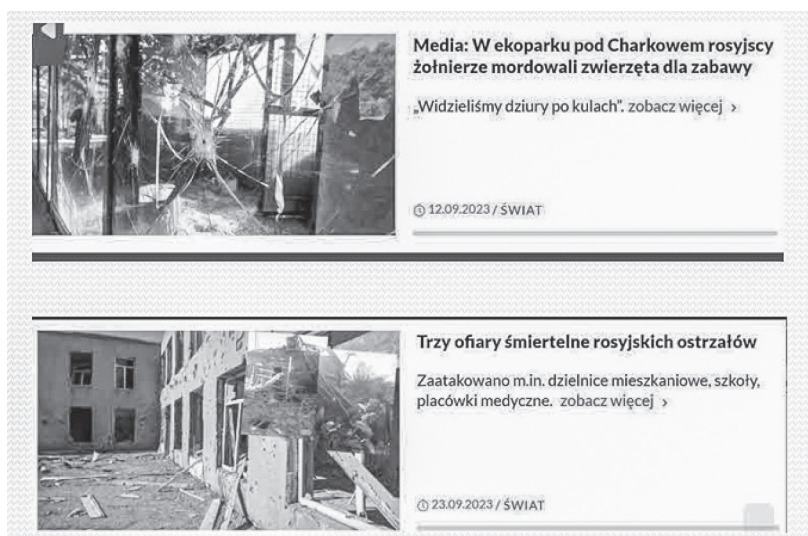 Media: W ekoparku pod Charkowem rosyjscy
żołnierze mordowali zwierzęta dla zabawy
„Widzieliśmy dziury po kulach”. zobacz więcej ›
12.09.2023 / ŚWIAT
Trzy ofiary śmiertelne rosyjskich ostrzałów
Zaatakowano m.in. dzielnice mieszkaniowe, szkoły,
placówki medyczne. zobacz więcej ›
23.09.2023 / ŚWIAT